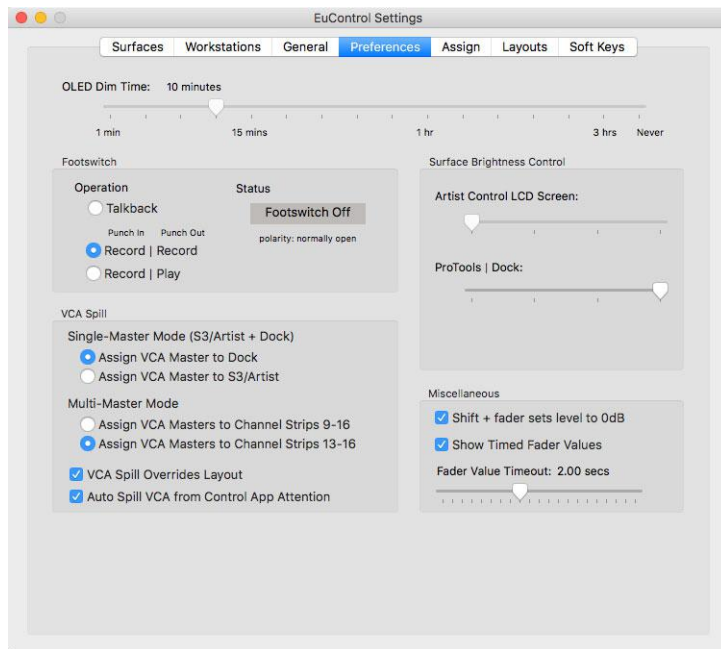 EuControl Settings
Surfaces Workstations General Preferences Assign Layouts Soft Keys
OLED Dim Time: 10 minutes
1 min 15 mins 1 hr 3 hrs Never
Footswitch
Operation Status
Talkback
Footswitch Off
Punch In Punch Out
polarity: normally open
Record | Record
Record | Play
Surface Brightness Control
Artist Control LCD Screen:
ProTools | Dock:
VCA Spill
Single-Master Mode (S3/Artist + Dock)
Assign VCA Master to Dock
Assign VCA Master to S3/Artist
Multi-Master Mode
Assign VCA Masters to Channel Strips 9-16
Assign VCA Masters to Channel Strips 13-16
VCA Spill Overrides Layout
Auto Spill VCA from Control App Attention
Miscellaneous
Shift + fader sets level to 0dB
Show Timed Fader Values
Fader Value Timeout: 2.00 secs